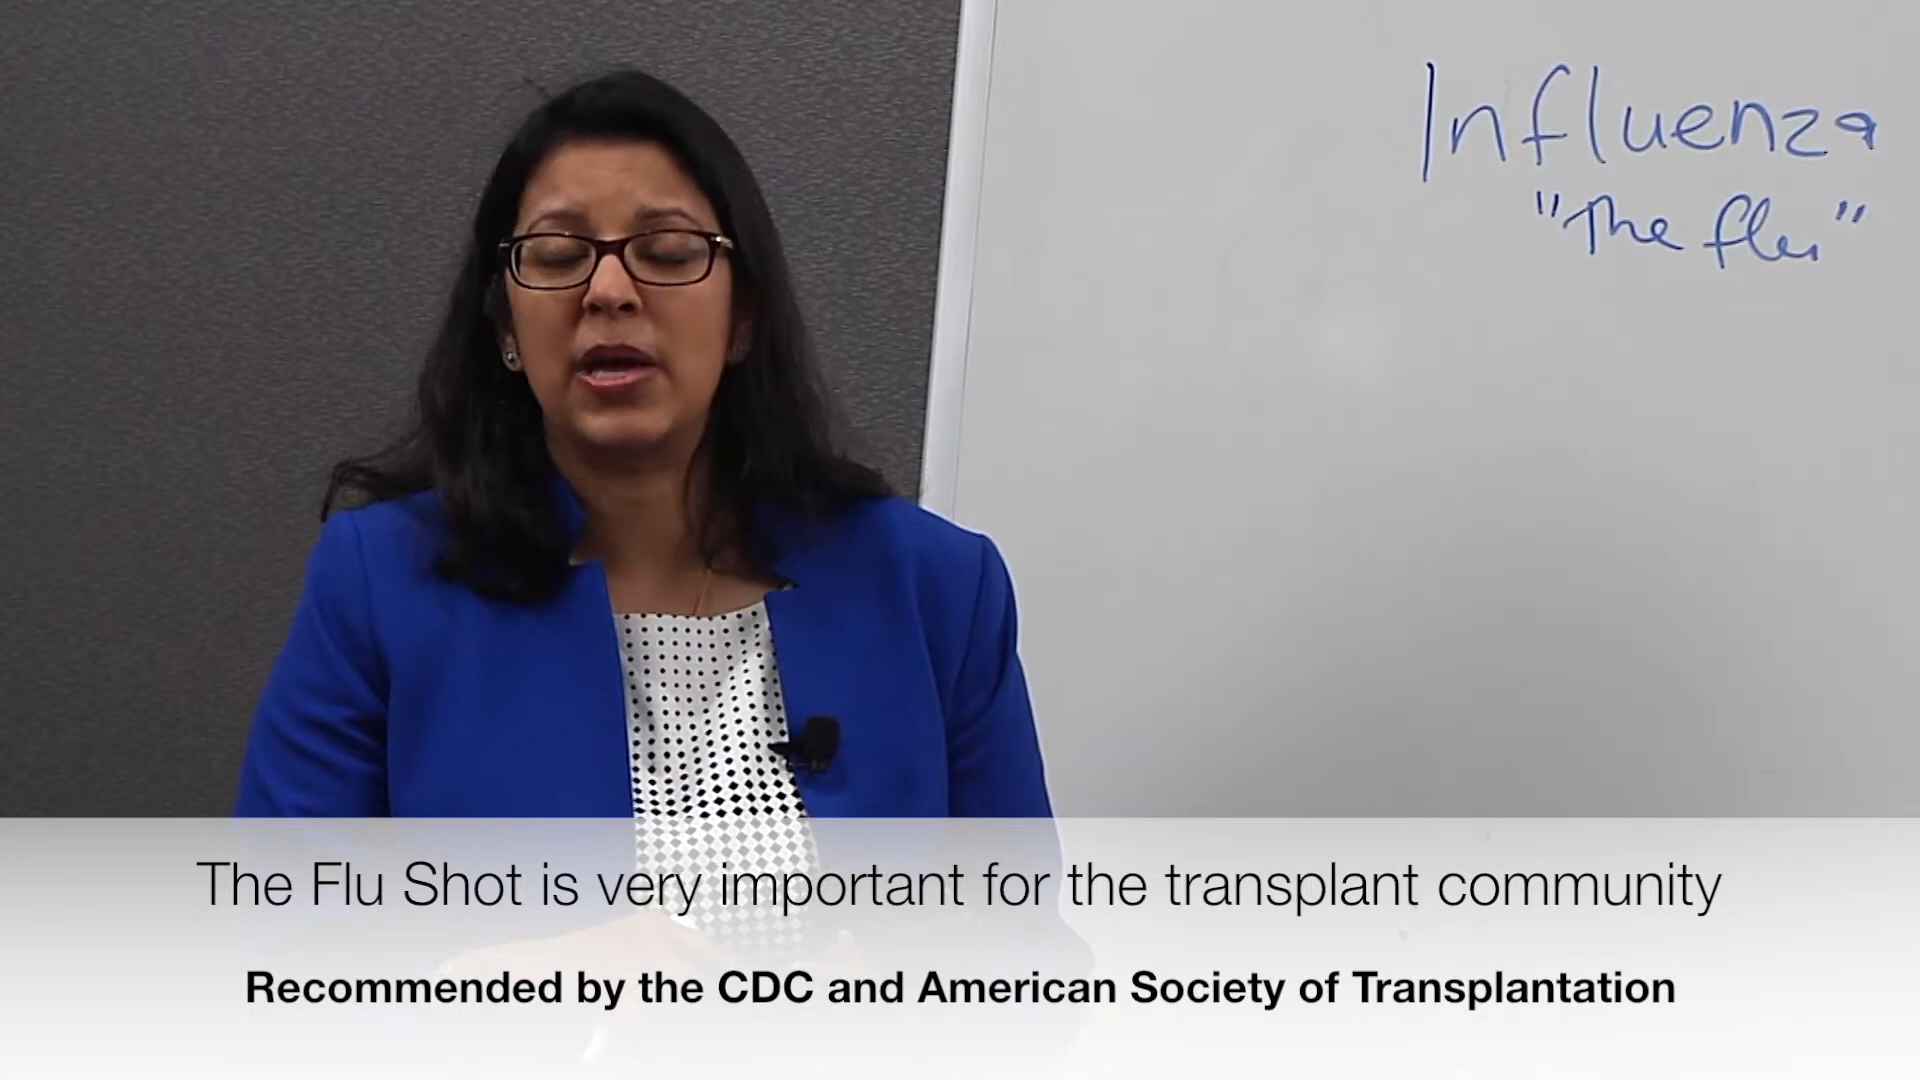 Influenza
"The flu"
The Flu Shot is very important for the transplant community
Recommended by the CDC and American Society of Transplantation